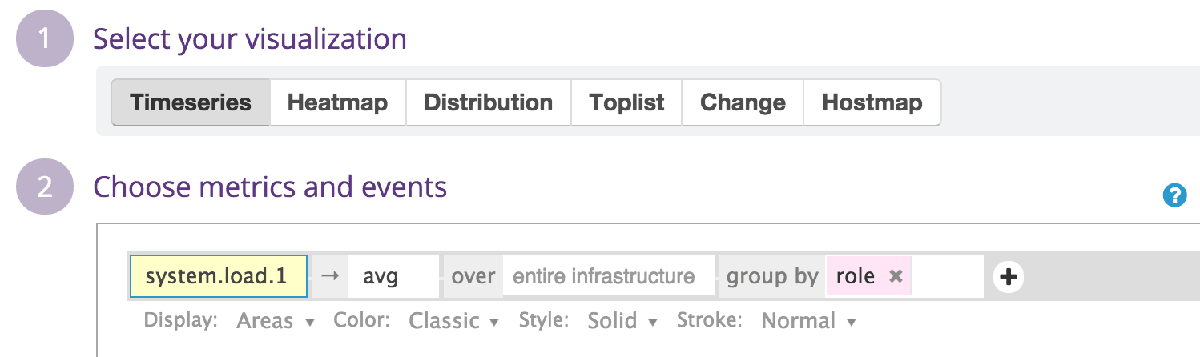 1 Select your visualization
Timeseries Heatmap Distribution Toplist Change Hostmap
2 Choose metrics and events
?
system.load.1 → avg over entire infrastructure group by role × +
Display: Areas ▾ Color: Classic ▾ Style: Solid ▾ Stroke: Normal ▾